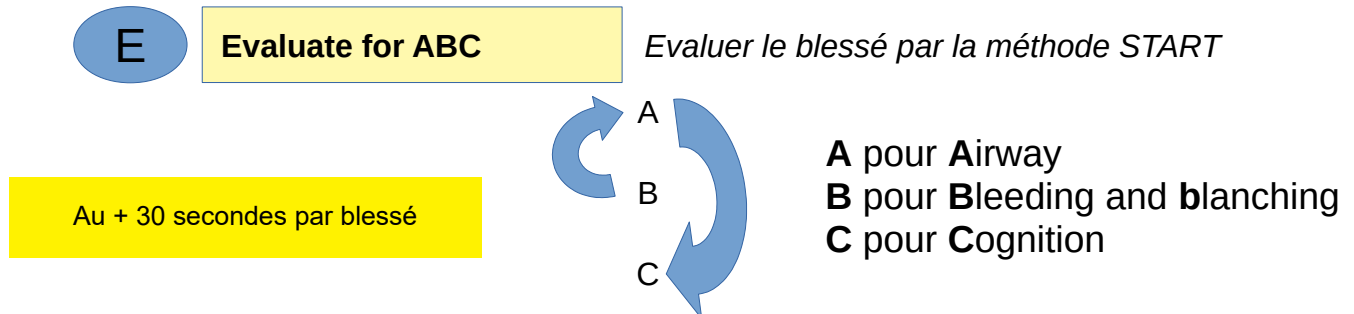 E
Evaluate for ABC
Evaluer le blessé par la méthode START
A
B
C
A pour Airway
B pour Bleeding and blanching
C pour Cognition
Au + 30 secondes par blessé